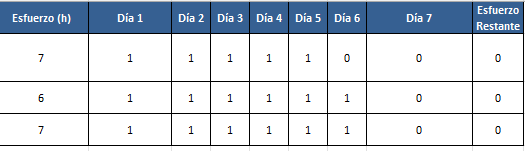 Esfuerzo (h) Día 1 Día 2 Día 3 Día 4 Día 5 Día 6 Día 7 Esfuerzo Restante
7 1 1 1 1 1 0 0 0
6 1 1 1 1 1 1 0 0
7 1 1 1 1 1 1 0 0